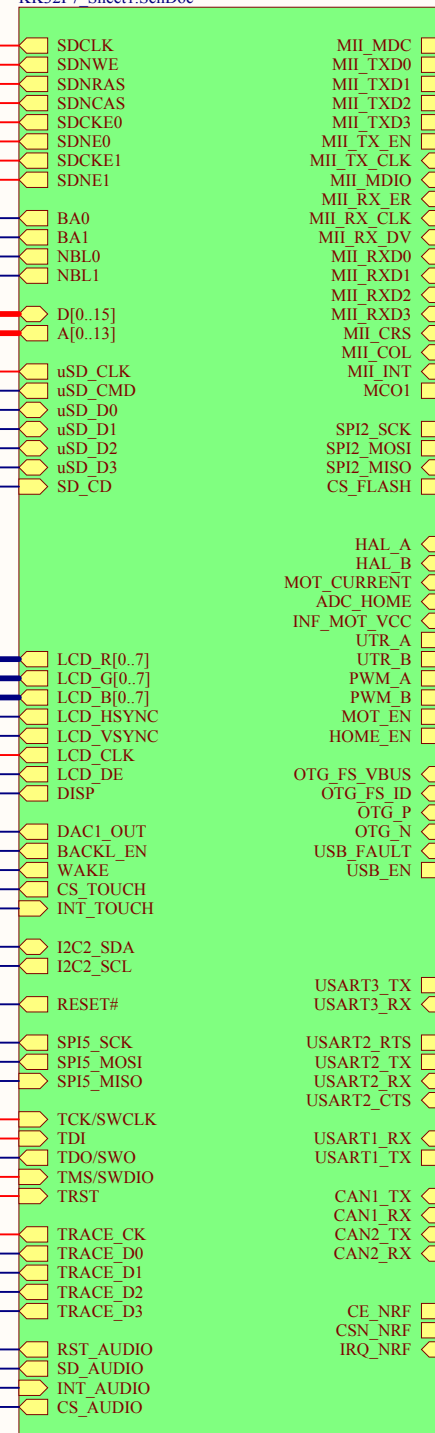 SDCLK
SDNWE
SDNRAS
SDNCAS
SDCKE0
SDNE0
SDCKE1
SDNE1
BA0
BA1
NBL0
NBL1
D[0..15]
A[0..13]
uSD_CLK
uSD_CMD
uSD_D0
uSD_D1
uSD_D2
uSD_D3
SD_CD
LCD_R[0..7]
LCD_G[0..7]
LCD_B[0..7]
LCD_HSYNC
LCD_VSYNC
LCD_CLK
LCD_DE
DISP
DAC1_OUT
BACKL_EN
WAKE
CS_TOUCH
INT_TOUCH
I2C2_SDA
I2C2_SCL
RESET#
SPI5_SCK
SPI5_MOSI
SPI5_MISO
TCK/SWCLK
TDI
TDO/SWO
TMS/SWDIO
TRST
TRACE_CK
TRACE_D0
TRACE_D1
TRACE_D2
TRACE_D3
RST_AUDIO
SD_AUDIO
INT_AUDIO
CS_AUDIO
MII_MDC
MII_TXD0
MII_TXD1
MII_TXD2
MII_TXD3
MII_TX_EN
MII_TX_CLK
MII_MDIO
MII_RX_ER
MII_RX_CLK
MII_RX_DV
MII_RXD0
MII_RXD1
MII_RXD2
MII_RXD3
MII_CRS
MII_COL
MII_INT
MCO1
SPI2_SCK
SPI2_MOSI
SPI2_MISO
CS_FLASH
HAL_A
HAL_B
MOT_CURRENT
ADC_HOME
INF_MOT_VCC
UTR_A
UTR_B
PWM_A
PWM_B
MOT_EN
HOME_EN
OTG_FS_VBUS
OTG_FS_ID
OTG_P
OTG_N
USB_FAULT
USB_EN
USART3_TX
USART3_RX
USART2_RTS
USART2_TX
USART2_RX
USART2_CTS
USART1_RX
USART1_TX
CAN1_TX
CAN1_RX
CAN2_TX
CAN2_RX
CE_NRF
CSN_NRF
IRQ_NRF